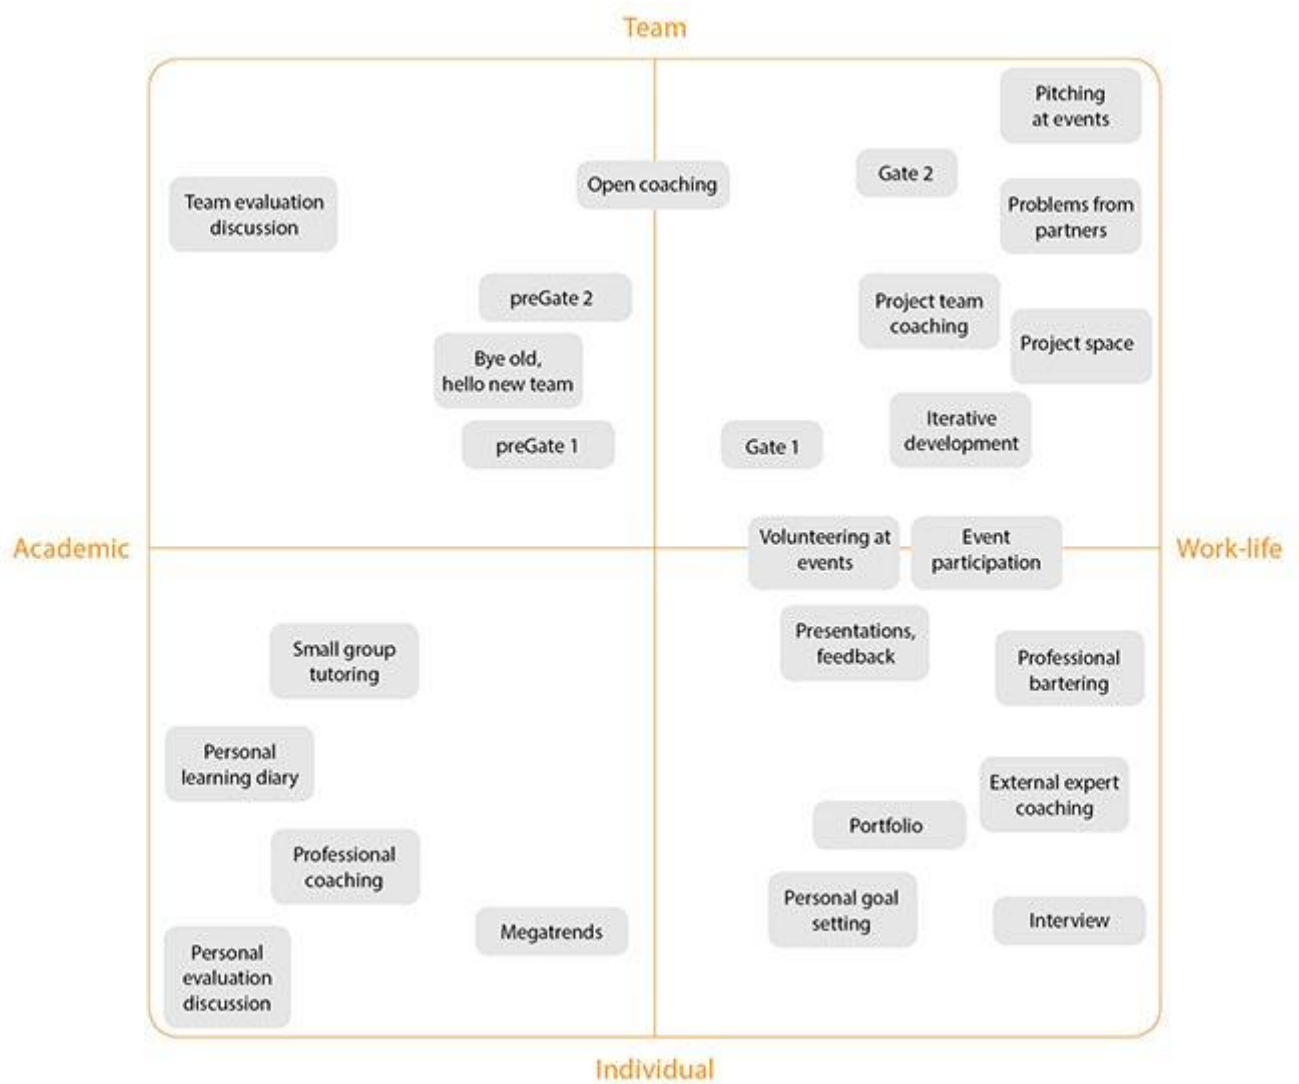 Team
Pitching
at events
Open coaching
Gate 2
Team evaluation
discussion
Problems from
partners
preGate 2
Project team
coaching
Project space
Bye old,
hello new team
Iterative
development
preGate 1
Gate 1
Academic
Volunteering at
events
Event
participation
Work-life
Small group
tutoring
Presentations,
feedback
Professional
bartering
Personal
learning diary
External expert
coaching
Portfolio
Professional
coaching
Personal goal
setting
Interview
Megatrends
Personal
evaluation
discussion
Individual